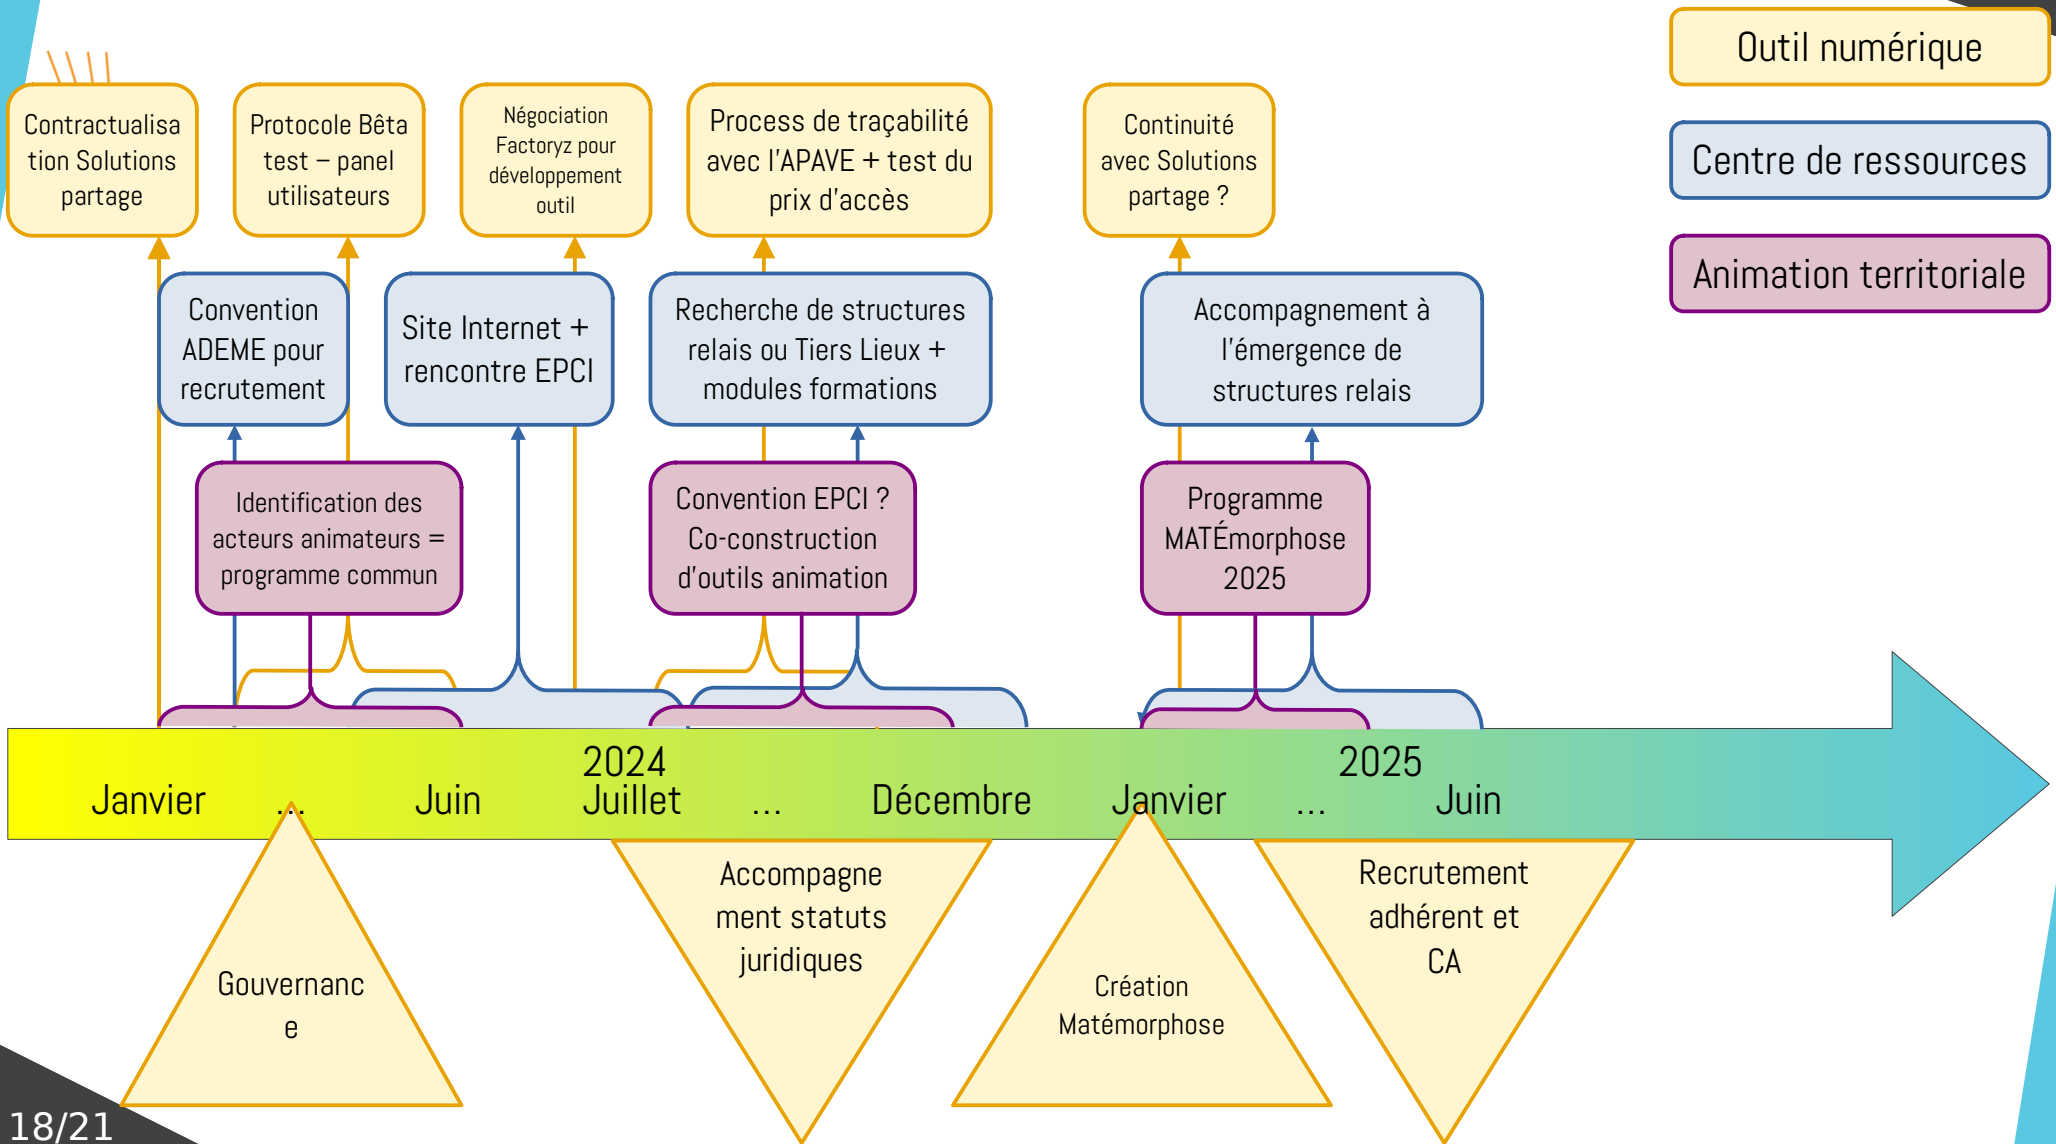 Outil numérique
Centre de ressources
Animation territoriale
Contractualisa
tion Solutions
partage
Protocole Bêta
test – panel
utilisateurs
Négociation
Factoryz pour
développement
outil
Process de traçabilité
avec l'APAVE + test du
prix d'accès
Continuité
avec Solutions
partage ?
Convention
ADEME pour
recrutement
Site Internet +
rencontre EPCI
Recherche de structures
relais ou Tiers Lieux +
modules formations
Accompagnement à
l'émergence de
structures relais
Identification des
acteurs animateurs =
programme commun
Convention EPCI ?
Co-construction
d'outils animation
Programme
MATÉmorphose
2025
2024
2025
Janvier ... Juin Juillet ... Décembre Janvier ... Juin
Gouvernanc
e
Accompagne
ment statuts
juridiques
Création
Matémorphose
Recrutement
adhérent et
CA
18/21